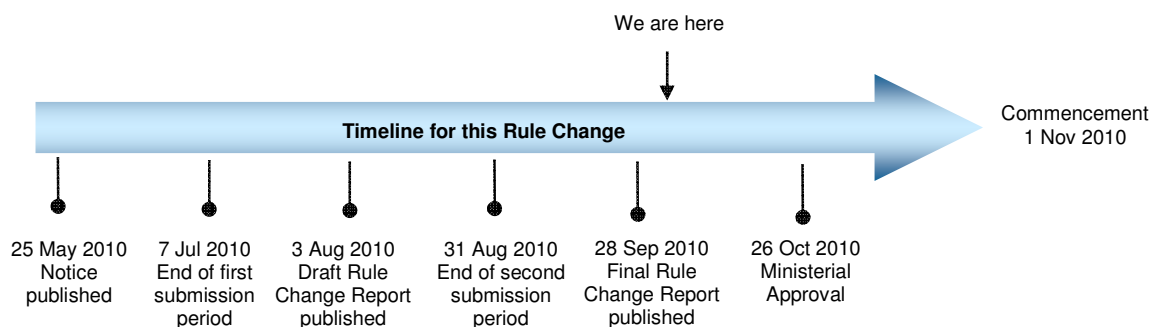 We are here
Timeline for this Rule Change
Commencement
1 Nov 2010
25 May 2010
Notice
published
7 Jul 2010
End of first
submission
period
3 Aug 2010
Draft Rule
Change Report
published
31 Aug 2010
End of second
submission
period
28 Sep 2010
Final Rule
Change Report
published
26 Oct 2010
Ministerial
Approval